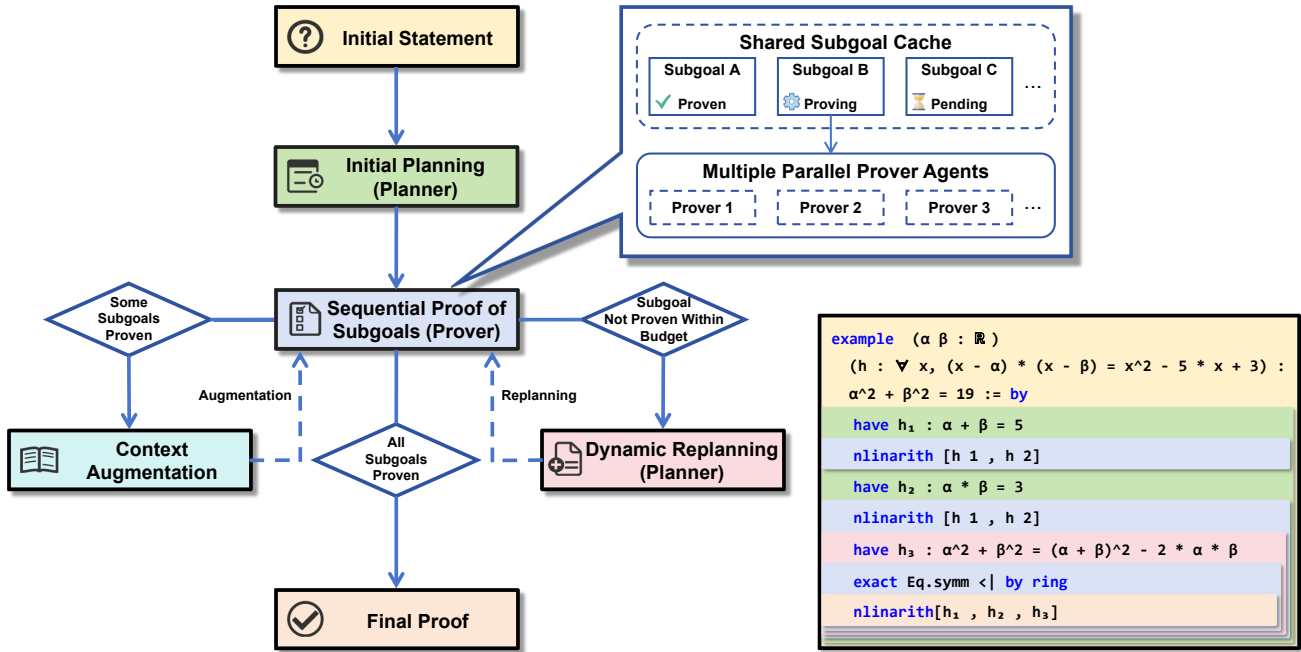 Initial Statement
Initial Planning
(Planner)
Sequential Proof of
Subgoals (Prover)
Some
Subgoals
Proven
Subgoal
Not Proven Within
Budget
Augmentation
Replanning
Context
Augmentation
All
Subgoals
Proven
Dynamic Replanning
(Planner)
Final Proof
Shared Subgoal Cache
Subgoal A
Proven
Subgoal B
Proving
Subgoal C
Pending
...
Multiple Parallel Prover Agents
Prover 1
Prover 2
Prover 3
...
example (α β : ℝ )
(h : ∀ x, (x - α) * (x - β) = x^2 - 5 * x + 3) :
α^2 + β^2 = 19 := by
have h₁ : α + β = 5
nlinarith [h 1 , h 2]
have h₂ : α * β = 3
nlinarith [h 1 , h 2]
have h₃ : α^2 + β^2 = (α + β)^2 - 2 * α * β
exact Eq.symm <| by ring
nlinarith[h₁ , h₂ , h₃]